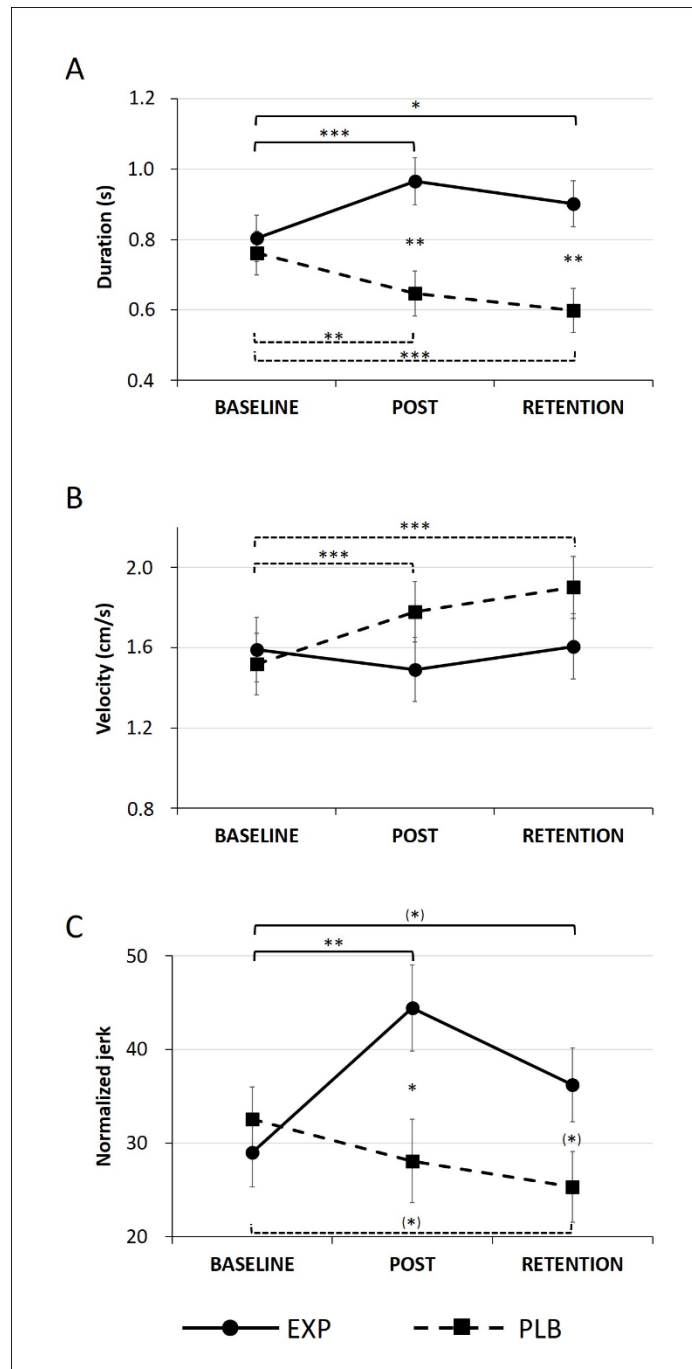 A
1.2
*
***
1.0
Duration (s)
0.8
**
**
0.6
**
***
0.4
BASELINE POST RETENTION
B
***
***
2.0
Velocity (cm/s)
1.6
1.2
0.8
BASELINE POST RETENTION
C
(*)
**
50
40
Normalized jerk
*
30
(*)
(*)
20
BASELINE POST RETENTION
EXP PLB